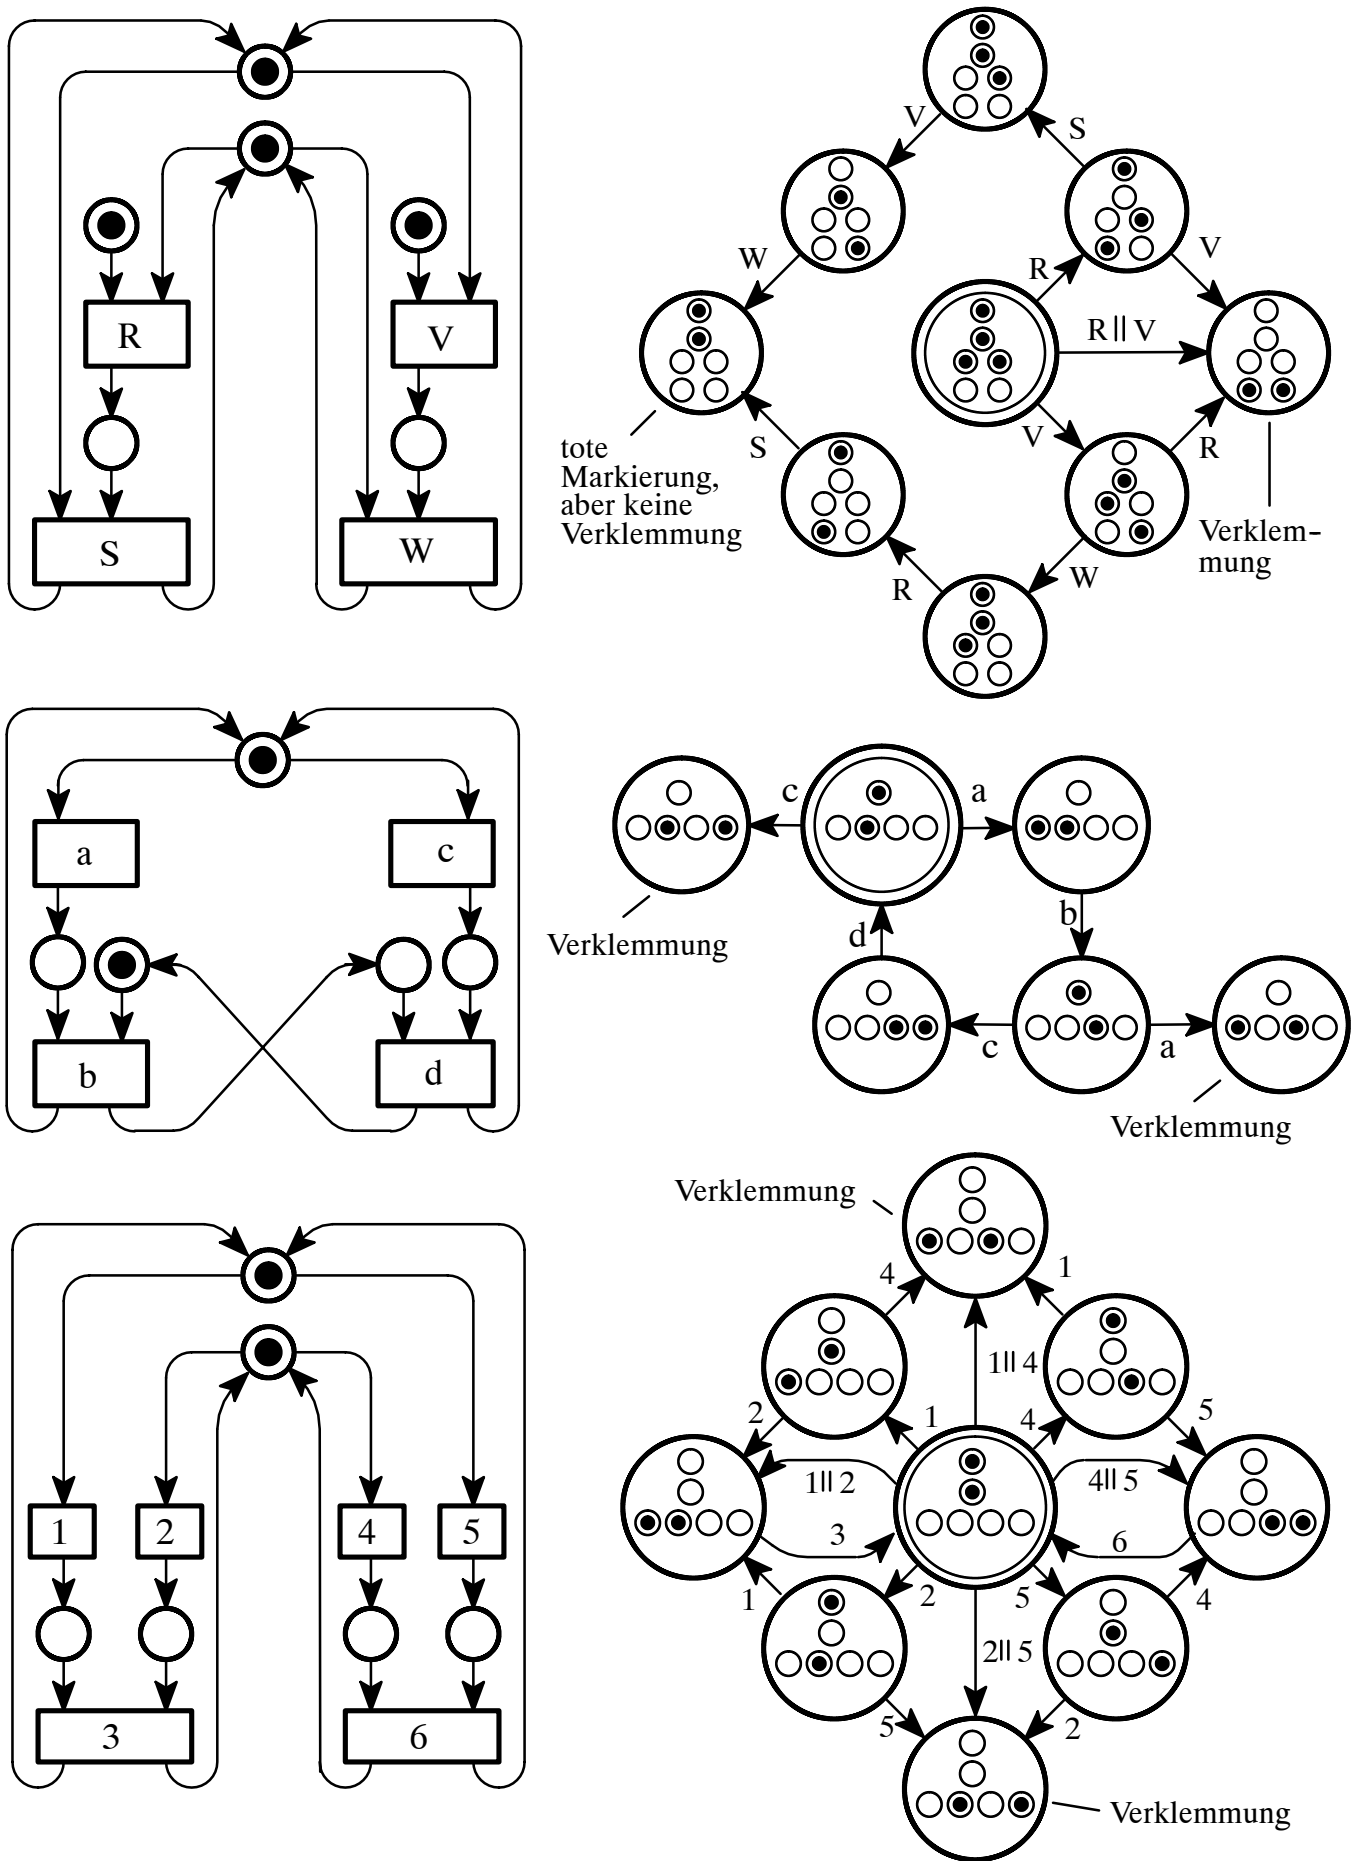 R
V
S
W
V
S
W
V
R
R‖V
V
R
S
R
W
tote
Markierung,
aber keine
Verklemmung
Verklem-
mung
a
c
b
d
c
a
b
d
c
a
Verklemmung
Verklemmung
1
2
4
5
3
6
Verklemmung
4
1
1‖4
2
1
4
5
1‖2
4‖5
3
6
1
2
5
4
2‖5
5
2
Verklemmung